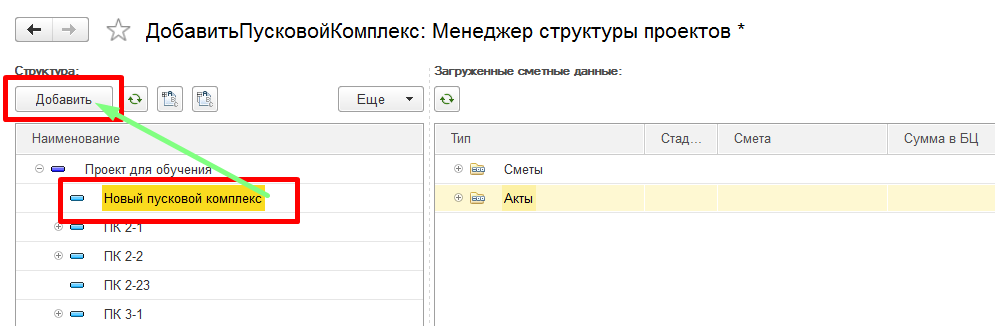 ДобавитьПусковойКомплекс: Менеджер структуры проектов *
Структура: Загруженные сметные данные:
Добавить Еще
Наименование Тип Стад... Смета Сумма в БЦ
Проект для обучения Сметы
Новый пусковой комплекс Акты
ПК 2-1
ПК 2-2
ПК 2-23
ПК 3-1